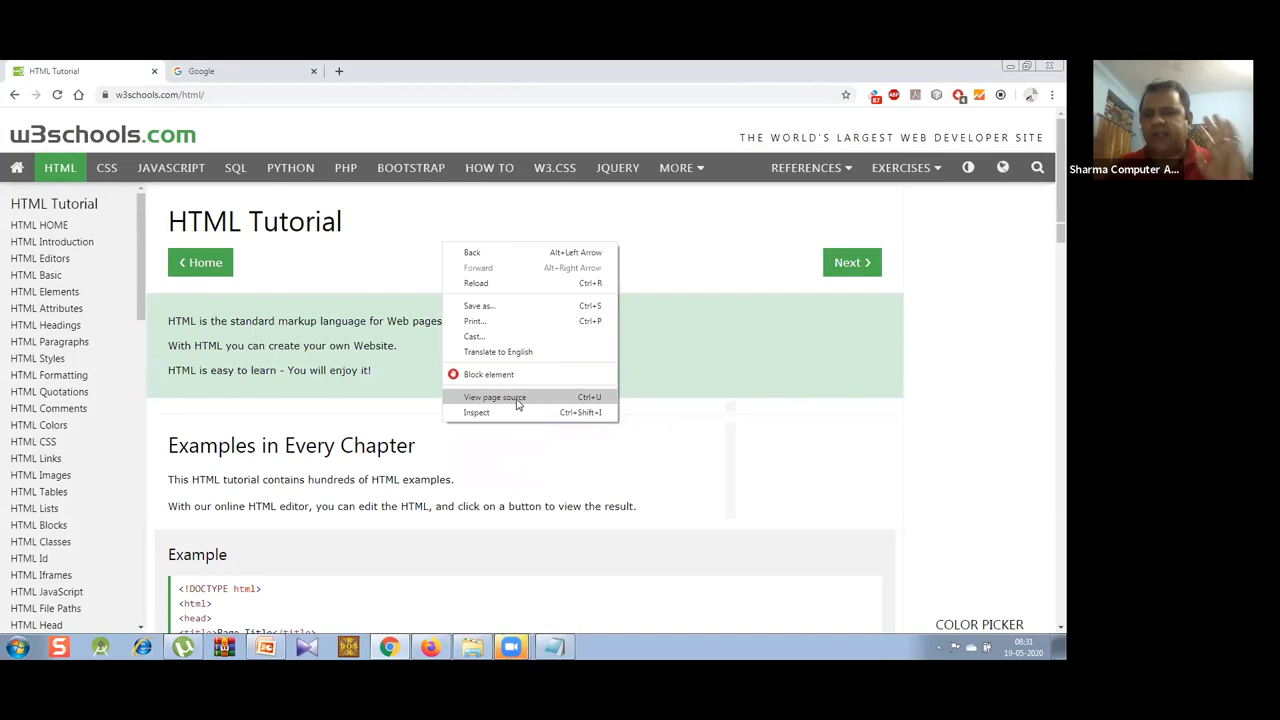 HTML Tutorial
Google
w3schools.com/html/
87
ABP
4
w3schools.com
THE WORLD'S LARGEST WEB DEVELOPER SITE
HTML CSS JAVASCRIPT SQL PYTHON PHP BOOTSTRAP HOW TO W3.CSS JQUERY MORE REFERENCES EXERCISES
Sharma Computer A...
HTML Tutorial
HTML HOME
HTML Introduction
HTML Editors
HTML Basic
HTML Elements
HTML Attributes
HTML Headings
HTML Paragraphs
HTML Styles
HTML Formatting
HTML Quotations
HTML Comments
HTML Colors
HTML CSS
HTML Links
HTML Images
HTML Tables
HTML Lists
HTML Blocks
HTML Classes
HTML Id
HTML Iframes
HTML JavaScript
HTML File Paths
HTML Head
HTML Tutorial
❮ Home
Next ❯
HTML is the standard markup language for Web pages
With HTML you can create your own Website.
HTML is easy to learn - You will enjoy it!
Back Alt+Left Arrow
Forward Alt+Right Arrow
Reload Ctrl+R
Save as... Ctrl+S
Print... Ctrl+P
Cast...
Translate to English
Block element
View page source Ctrl+U
Inspect Ctrl+Shift+I
Examples in Every Chapter
This HTML tutorial contains hundreds of HTML examples.
With our online HTML editor, you can edit the HTML, and click on a button to view the result.
Example
<!DOCTYPE html>
<html>
<head>
<title>Page Title</title>
COLOR PICKER
08:31
19-05-2020